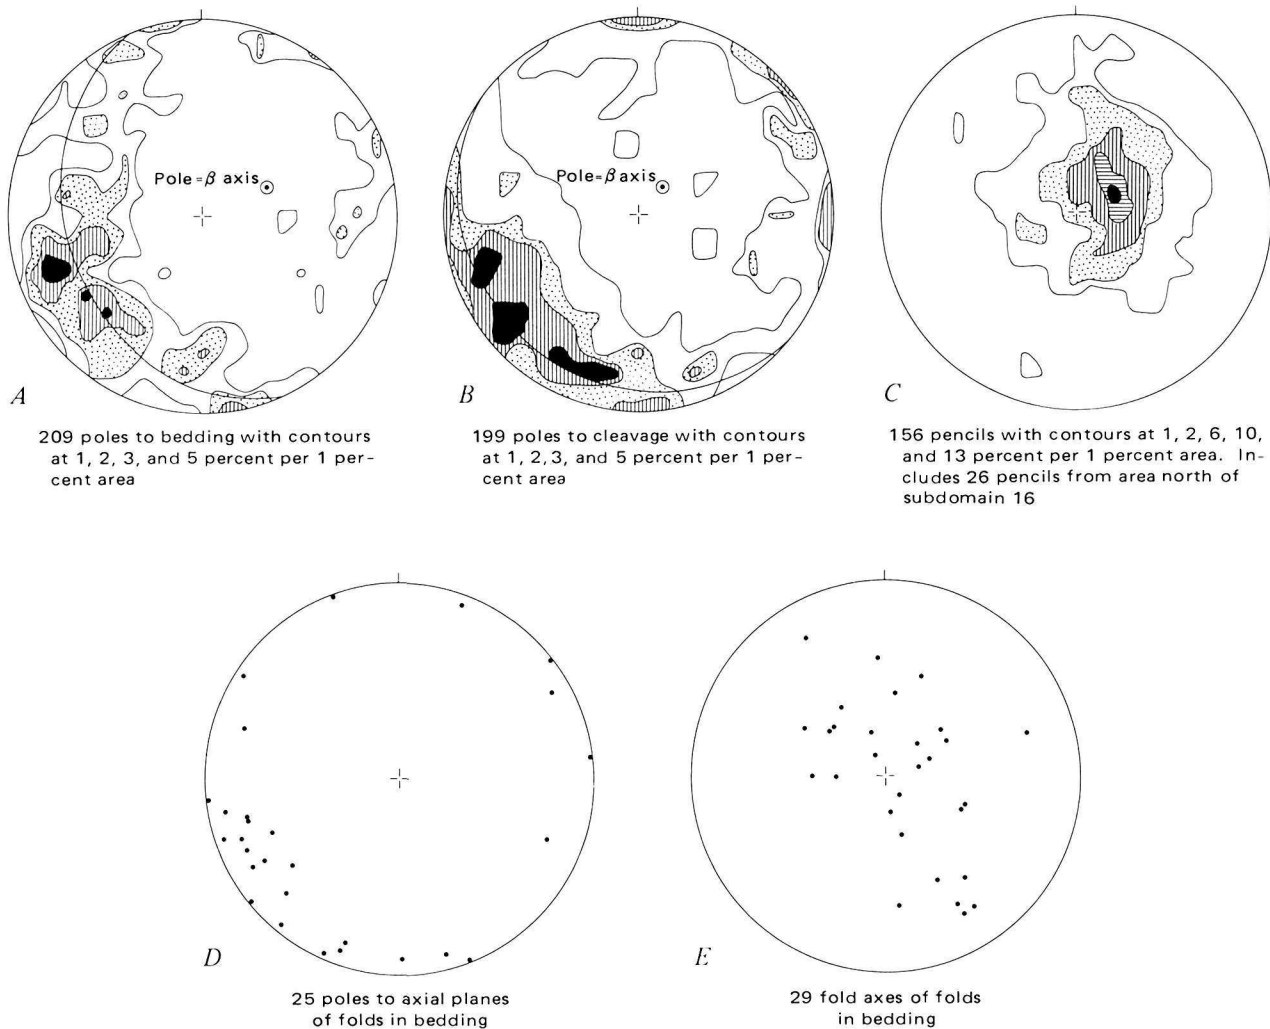 Pole=β axis
Pole=β axis
A
B
C
209 poles to bedding with contours
at 1, 2, 3, and 5 percent per 1 per-
cent area
199 poles to cleavage with contours
at 1, 2,3, and 5 percent per 1 per-
cent area
156 pencils with contours at 1, 2, 6, 10,
and 13 percent per 1 percent area. In-
cludes 26 pencils from area north of
subdomain 16
D
E
25 poles to axial planes
of folds in bedding
29 fold axes of folds
in bedding